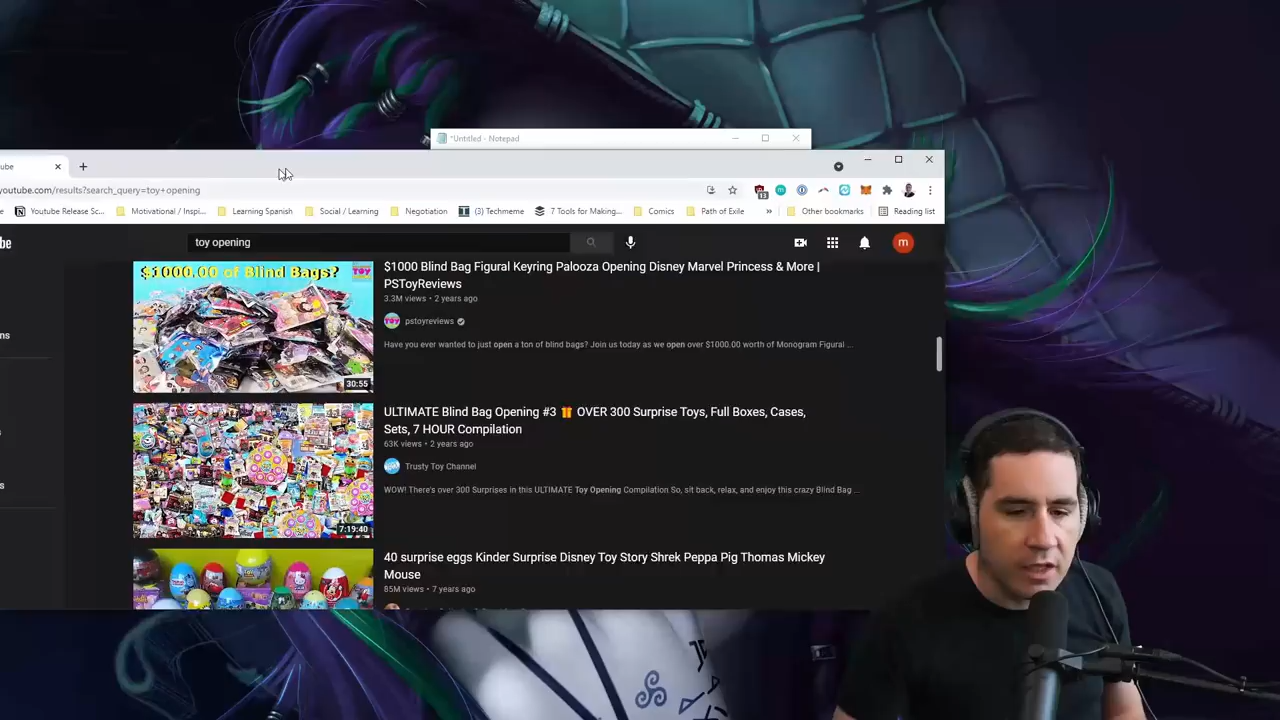 *Untitled - Notepad
ube
youtube.com/results?search_query=toy+opening
13
e
Youtube Release Sc...
Motivational / Inspi...
Learning Spanish
Social / Learning
Negotiation
(3) Techmeme
7 Tools for Making...
Comics
Path of Exile
»
Other bookmarks
Reading list
be
toy opening
m
ns
s
$1000.00 of Blind Bags?
TOY
30:55
$1000 Blind Bag Figural Keyring Palooza Opening Disney Marvel Princess & More |
PSToyReviews
3.3M views • 2 years ago
pstoyreviews
Have you ever wanted to just open a ton of blind bags? Join us today as we open over $1000.00 worth of Monogram Figural ...
7:19:40
ULTIMATE Blind Bag Opening #3 🎁 OVER 300 Surprise Toys, Full Boxes, Cases,
Sets, 7 HOUR Compilation
63K views • 2 years ago
Trusty Toy Channel
WOW! There's over 300 Surprises in this ULTIMATE Toy Opening Compilation So, sit back, relax, and enjoy this crazy Blind Bag ...
40 surprise eggs Kinder Surprise Disney Toy Story Shrek Peppa Pig Thomas Mickey
Mouse
85M views • 7 years ago